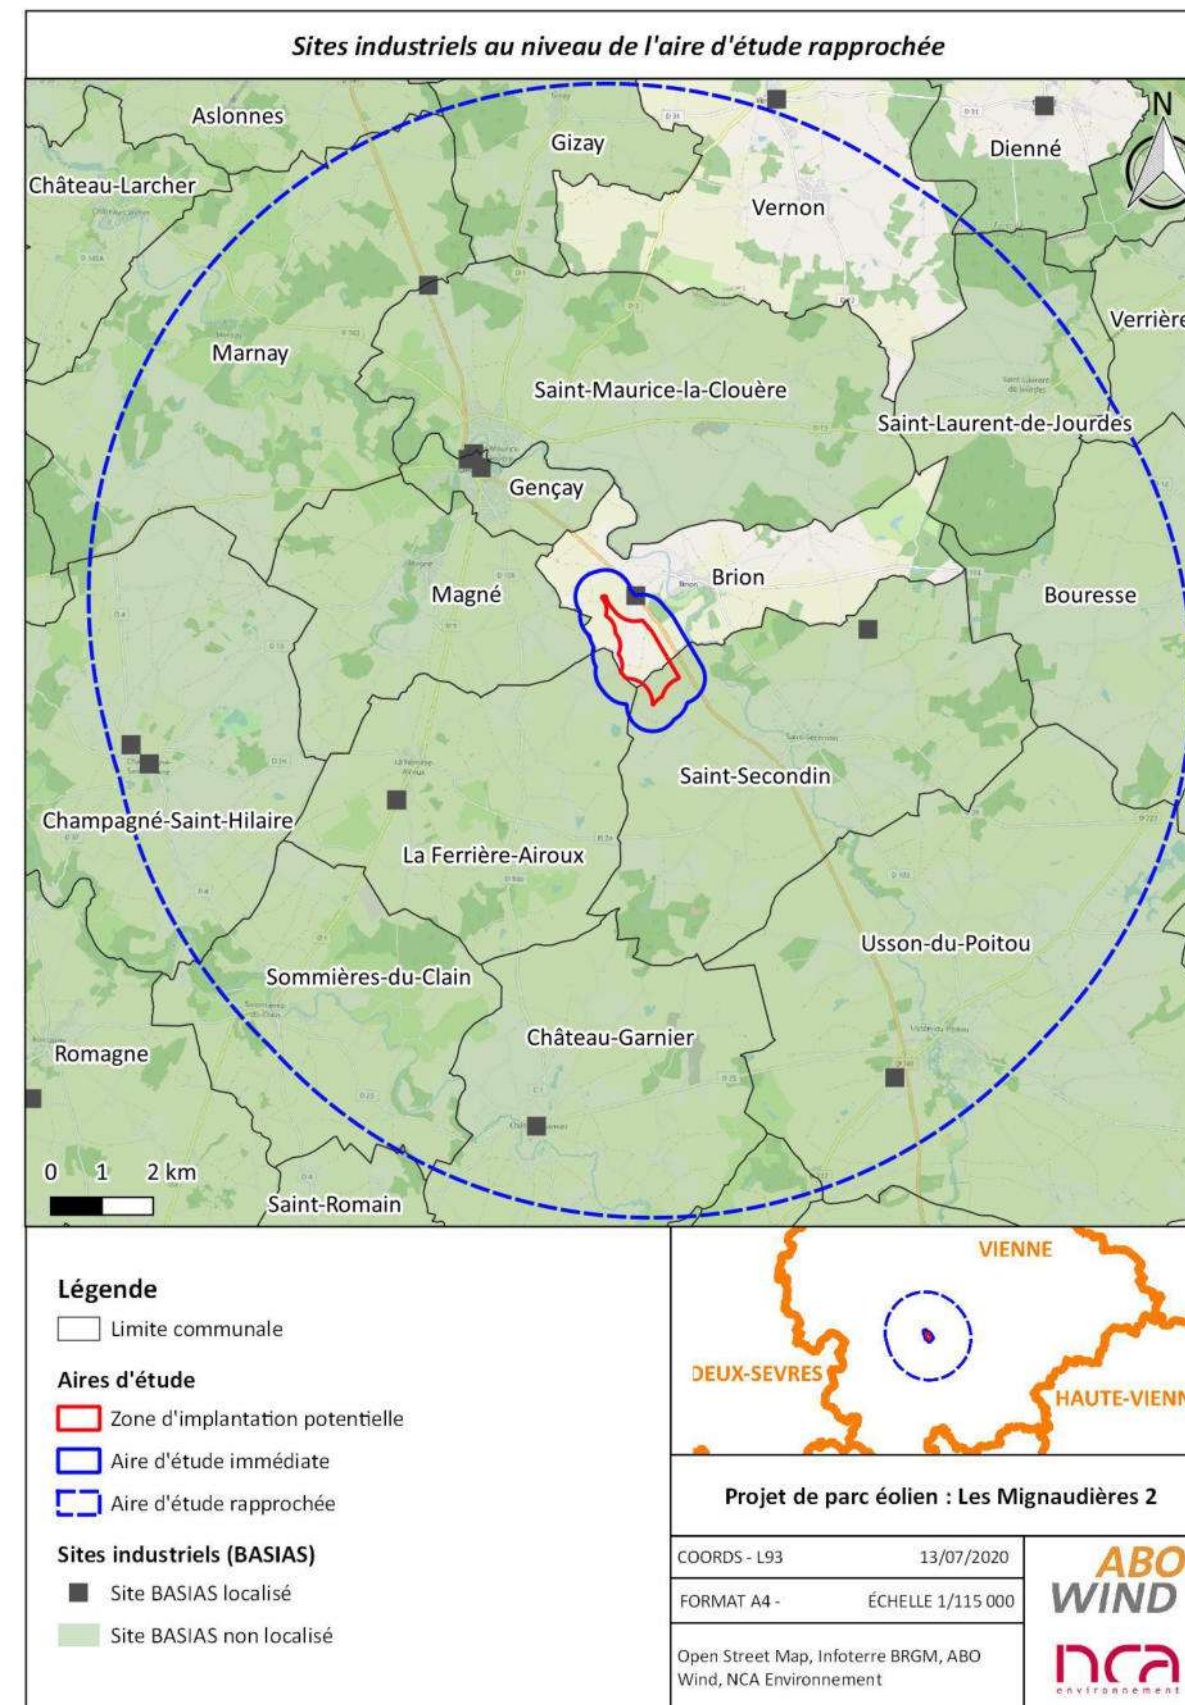 Sites industriels au niveau de l'aire d'étude rapprochée
Aslonnes
Gizay
Dienné
N
Château-Larcher
Vernon
Verrière
Marnay
Saint-Maurice-la-Clouère
Saint-Laurent-de-Jourdes
Gençay
Brion
Magné
Bouresse
Saint-Secondin
Champagné-Saint-Hilaire
La Ferrière-Airoux
Usson-du-Poitou
Sommières-du-Clain
Château-Garnier
Romagne
0 1 2 km
Saint-Romain
Légende
Limite communale
Aires d'étude
Zone d'implantation potentielle
Aire d'étude immédiate
Aire d'étude rapprochée
Sites industriels (BASIAS)
Site BASIAS localisé
Site BASIAS non localisé
VIENNE
DEUX-SEVRES
HAUTE-VIENN
Projet de parc éolien : Les Mignaudières 2
COORDS - L93 13/07/2020
FORMAT A4 - ÉCHELLE 1/115 000
Open Street Map, Infoterre BRGM, ABO
Wind, NCA Environnement
ABO
WIND
nca
environnement